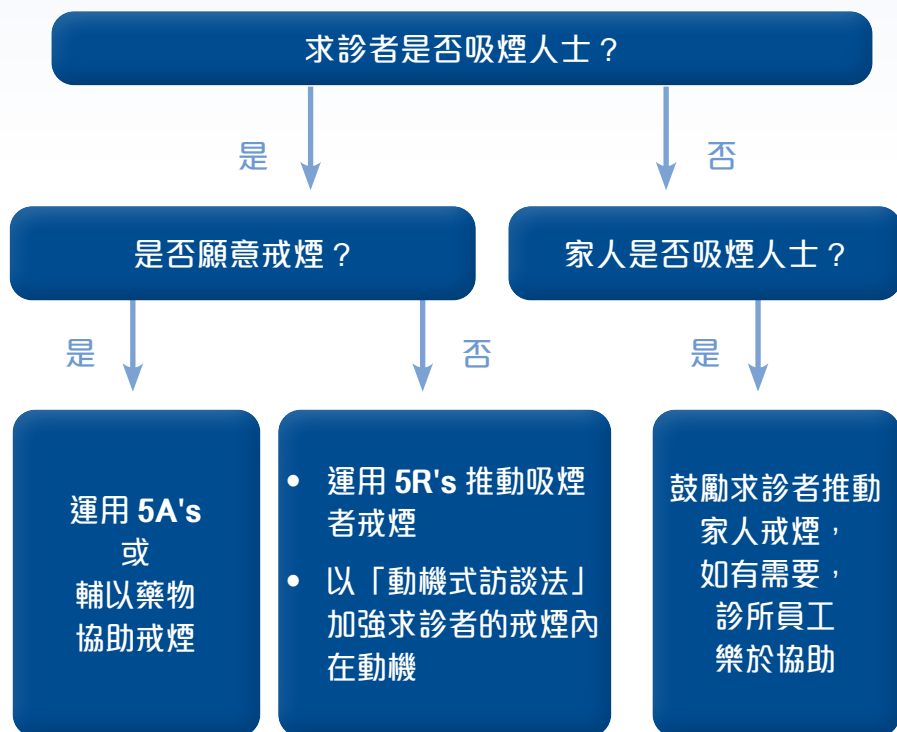 求診者是否吸煙人士？
是
否
是否願意戒煙？
家人是否吸煙人士？
是
否
是
運用 5A's
或
輔以藥物
協助戒煙
• 運用 5R's 推動吸煙
者戒煙
• 以「動機式訪談法」
加強求診者的戒煙內
在動機
鼓勵求診者推動
家人戒煙，
如有需要，
診所員工
樂於協助